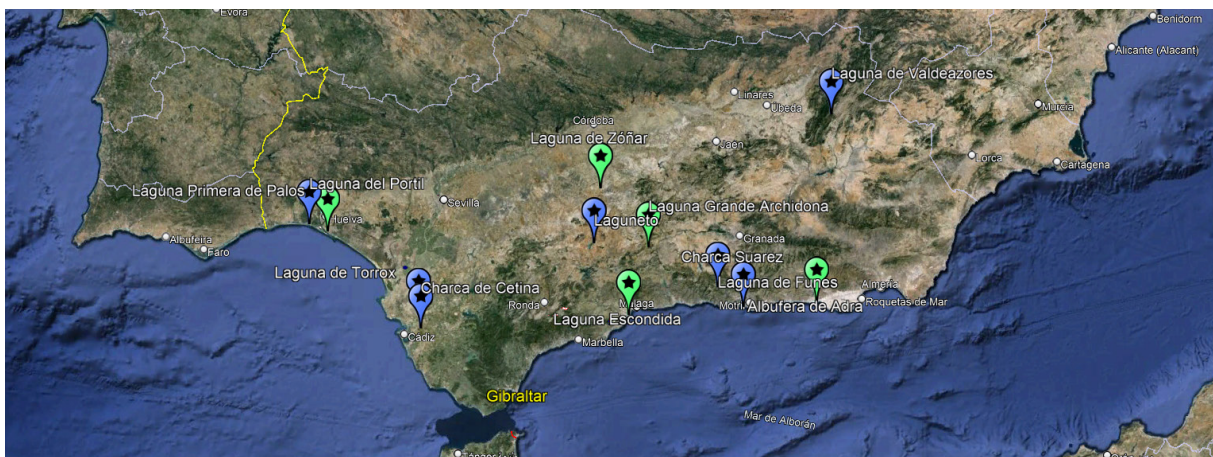 Évora
Benidorm
Alicante (Alacant)
Laguna de Valdeazores
Linares
Úbeda
Murcia
Córdoba
Laguna de Zóñar
Jaén
Lorca
Cartagena
Laguna Primera de Palos
Laguna del Portil
Sevilla
Laguna Grande Archidona
Huelva
Laguneto
Albufeira
Faro
Granada
Charca Suarez
Laguna de Torrox
Charca de Cetina
Laguna de Funes
Almería
Ronda
Málaga
Motril
Albufera de Adra
Roquetas de Mar
Laguna Escondida
Cádiz
Marbella
Gibraltar
Mar de Alborán